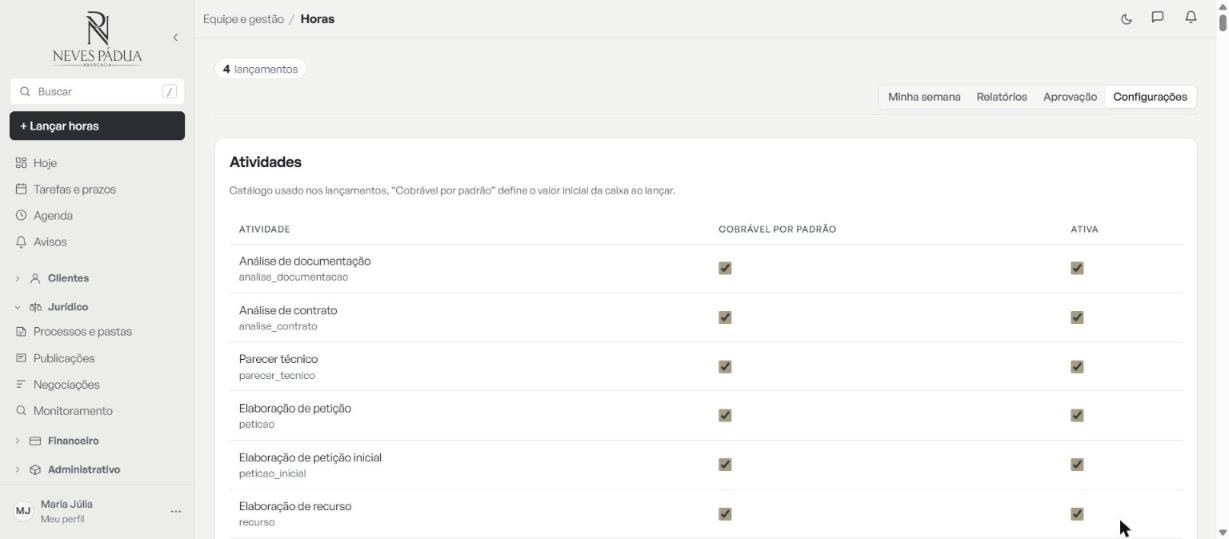 NEVES PÁDUA
ADVOCACIA
Buscar /
+ Lançar horas
Hoje
Tarefas e prazos
Agenda
Avisos
Clientes
Jurídico
Processos e pastas
Publicações
Negociações
Monitoramento
Financeiro
Administrativo
MJ Maria Júlia
Meu perfil
Equipe e gestão / Horas
4 lançamentos
Minha semana Relatórios Aprovação Configurações
Atividades
Catálogo usado nos lançamentos. “Cobrável por padrão” define o valor inicial da caixa ao lançar.
ATIVIDADE COBRÁVEL POR PADRÃO ATIVA
Análise de documentação
analise_documentacao
Análise de contrato
analise_contrato
Parecer técnico
parecer_tecnico
Elaboração de petição
peticao
Elaboração de petição inicial
peticao_inicial
Elaboração de recurso
recurso